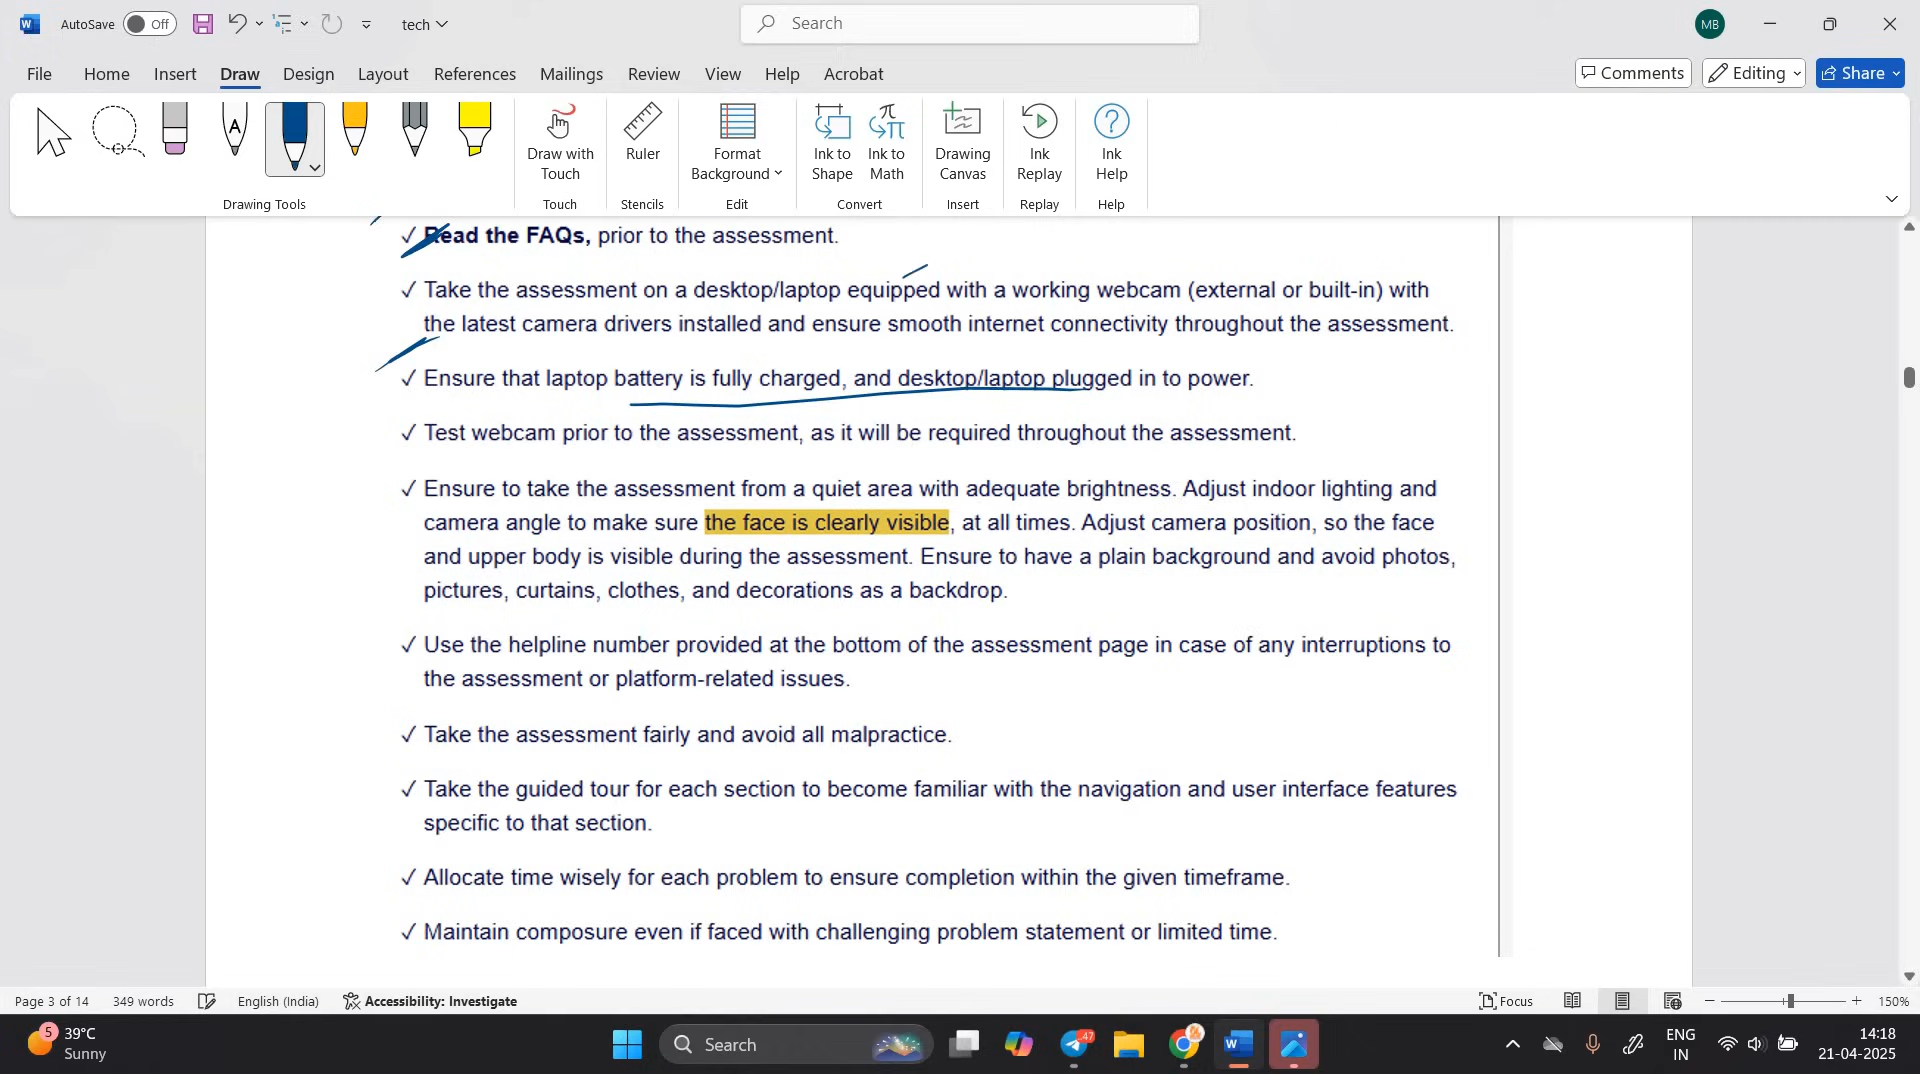 AutoSave Off tech Search MB
File Home Insert Draw Design Layout References Mailings Review View Help Acrobat Comments Editing Share
A
Draw with Touch
Ruler
Format Background
Ink to Shape
Ink to Math
Drawing Canvas
Ink Replay
Ink Help
Drawing Tools Touch Stencils Edit Convert Insert Replay Help
✓ Read the FAQs, prior to the assessment.
✓ Take the assessment on a desktop/laptop equipped with a working webcam (external or built-in) with
the latest camera drivers installed and ensure smooth internet connectivity throughout the assessment.
✓ Ensure that laptop battery is fully charged, and desktop/laptop plugged in to power.
✓ Test webcam prior to the assessment, as it will be required throughout the assessment.
✓ Ensure to take the assessment from a quiet area with adequate brightness. Adjust indoor lighting and
camera angle to make sure the face is clearly visible, at all times. Adjust camera position, so the face
and upper body is visible during the assessment. Ensure to have a plain background and avoid photos,
pictures, curtains, clothes, and decorations as a backdrop.
✓ Use the helpline number provided at the bottom of the assessment page in case of any interruptions to
the assessment or platform-related issues.
✓ Take the assessment fairly and avoid all malpractice.
✓ Take the guided tour for each section to become familiar with the navigation and user interface features
specific to that section.
✓ Allocate time wisely for each problem to ensure completion within the given timeframe.
✓ Maintain composure even if faced with challenging problem statement or limited time.
Page 3 of 14 349 words English (India) Accessibility: Investigate Focus 150%
5 39°C
Sunny
Search
47
ENG
IN
14:18
21-04-2025